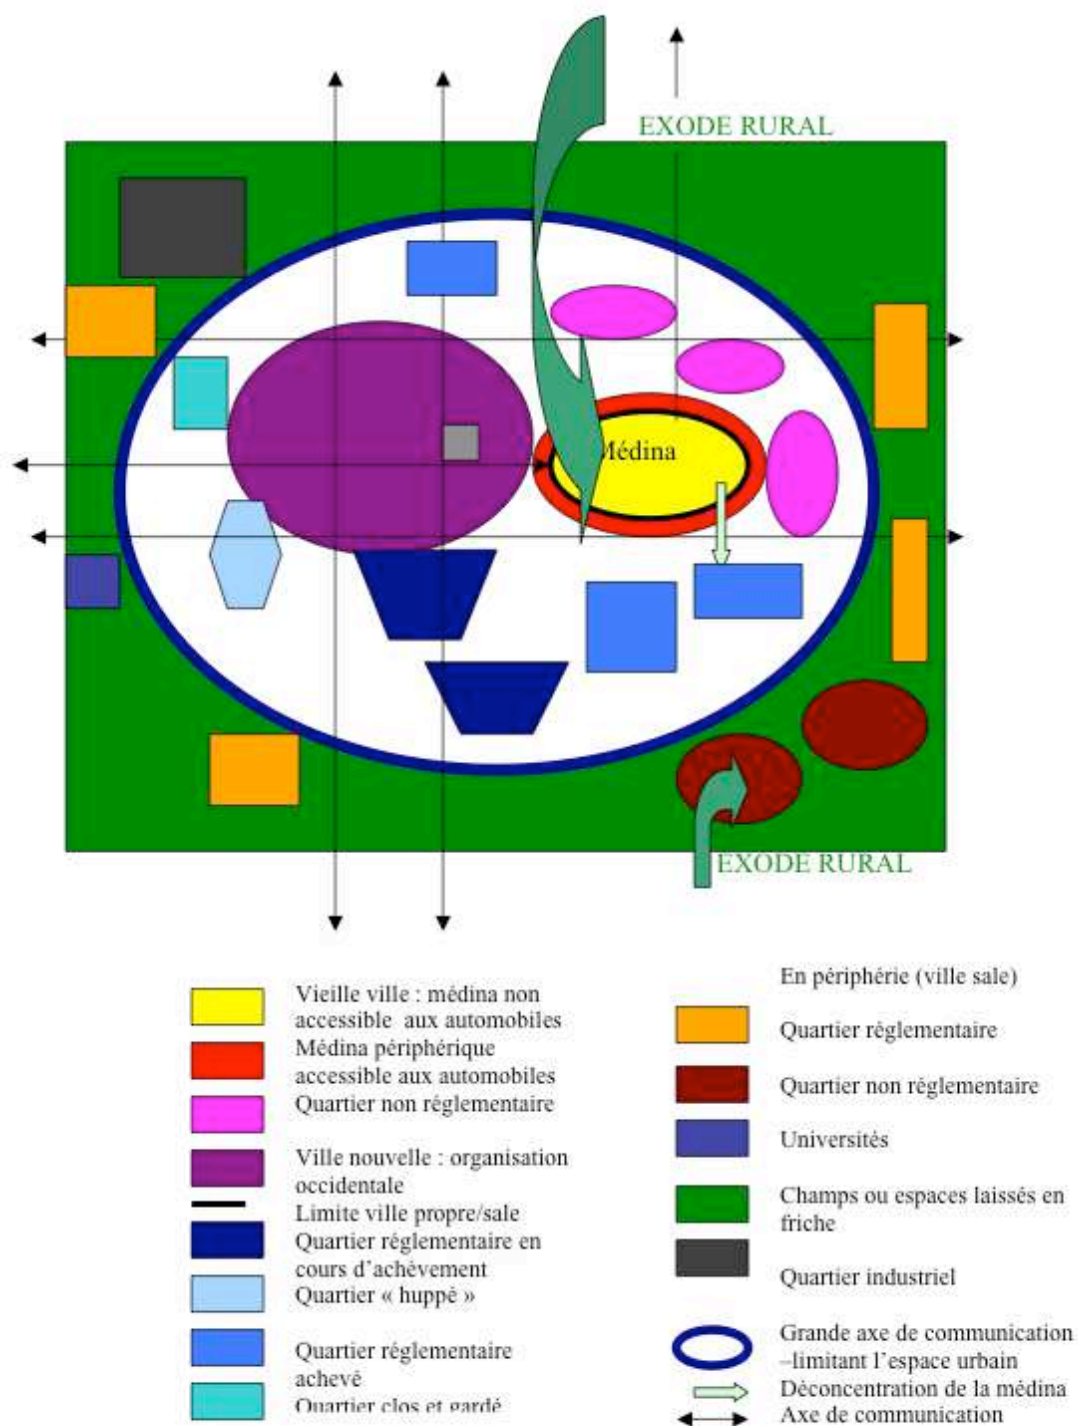 EXODE RURAL
Médina
EXODE RURAL
Vieille ville : médina non
accessible aux automobiles
Médina périphérique
accessible aux automobiles
Quartier non réglementaire
Ville nouvelle : organisation
occidentale
Limite ville propre/sale
Quartier réglementaire en
cours d’achèvement
Quartier « huppé »
Quartier réglementaire
achevé
Quartier clos et gardé
En périphérie (ville sale)
Quartier réglementaire
Quartier non réglementaire
Universités
Champs ou espaces laissés en
friche
Quartier industriel
Grande axe de communication
–limitant l’espace urbain
Déconcentration de la médina
Axe de communication